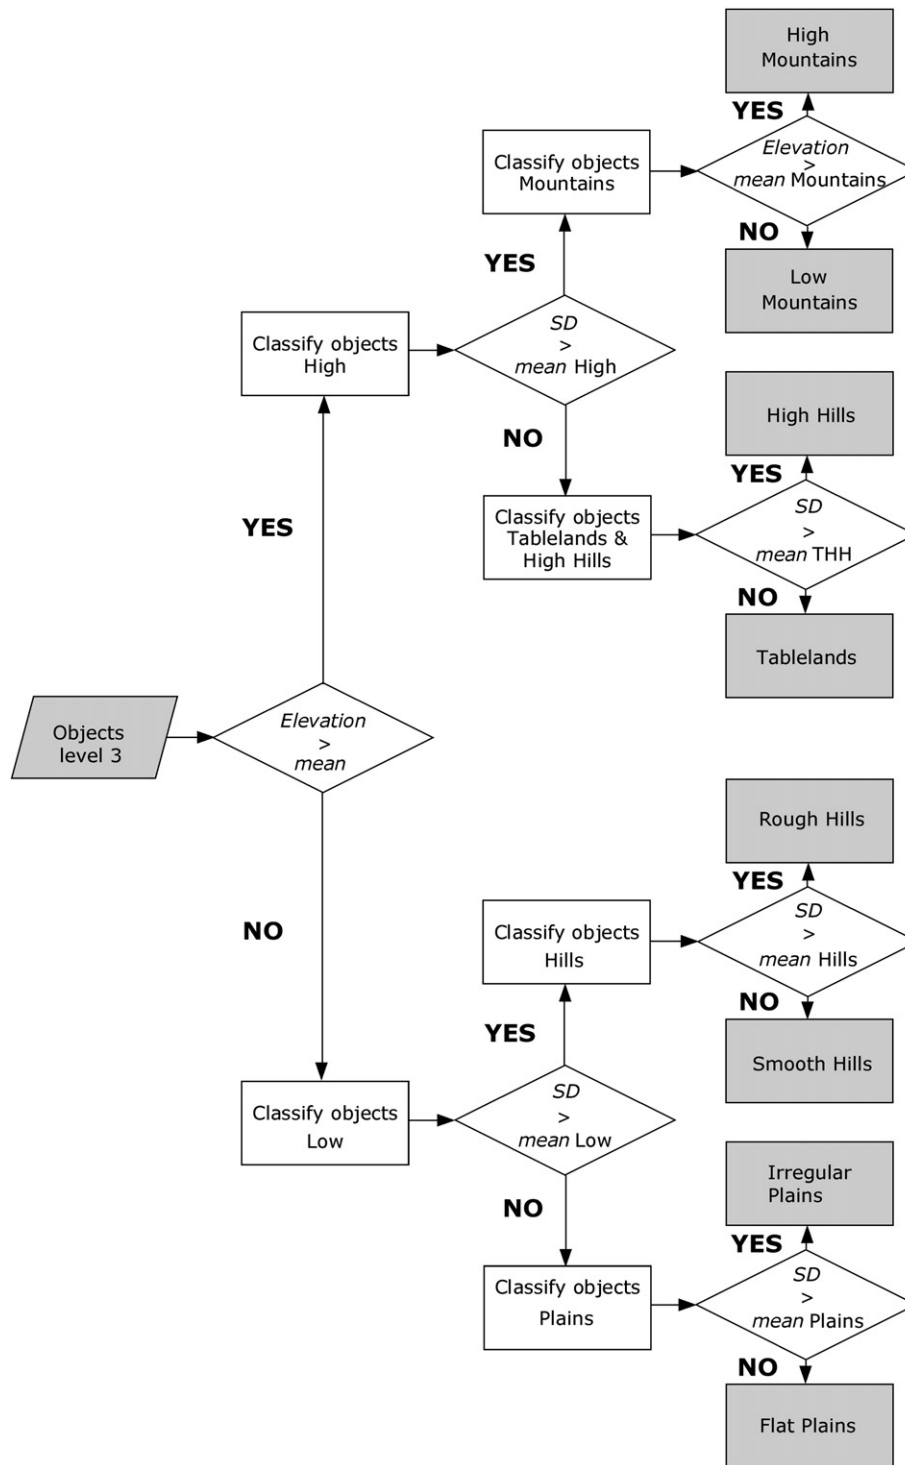 High
Mountains
YES
Elevation
>
mean Mountains
NO
Low
Mountains
Classify objects
Mountains
YES
SD
>
mean High
Classify objects
High
NO
Classify objects
Tablelands &
High Hills
High Hills
YES
SD
>
mean THH
NO
Tablelands
YES
Objects
level 3
Elevation
>
mean
NO
Rough Hills
YES
SD
>
mean Hills
NO
Smooth Hills
Classify objects
Hills
YES
SD
>
mean Low
Classify objects
Low
NO
Classify objects
Plains
Irregular
Plains
YES
SD
>
mean Plains
NO
Flat Plains